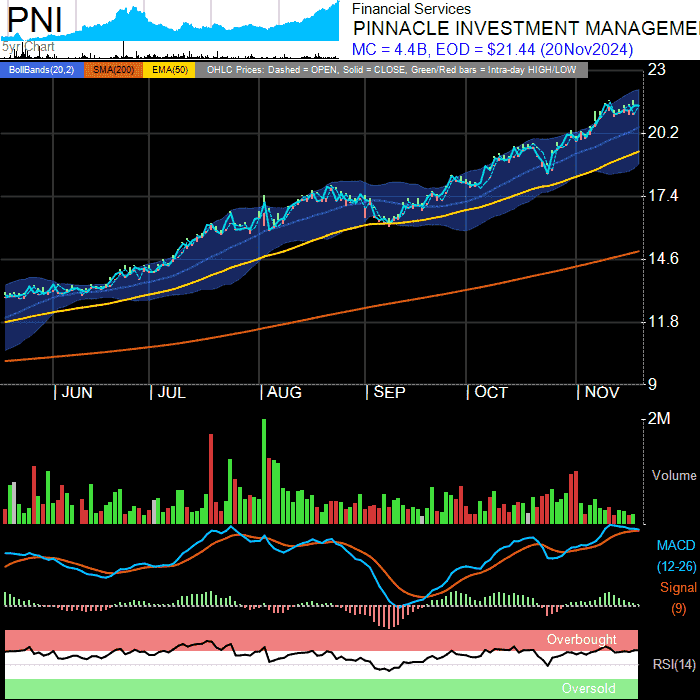 PNI
5yr Chart
Financial Services
PINNACLE INVESTMENT MANAGEME
MC = 4.4B, EOD = $21.44 (20Nov2024)
BollBands(20,2) SMA(200) EMA(50) OHLC Prices: Dashed = OPEN, Solid = CLOSE, Green/Red bars = Intra-day HIGH/LOW
23
20.2
17.4
14.6
11.8
9
JUN JUL AUG SEP OCT NOV
2M
Volume
MACD
(12-26)
Signal
(9)
Overbought
RSI(14)
Oversold